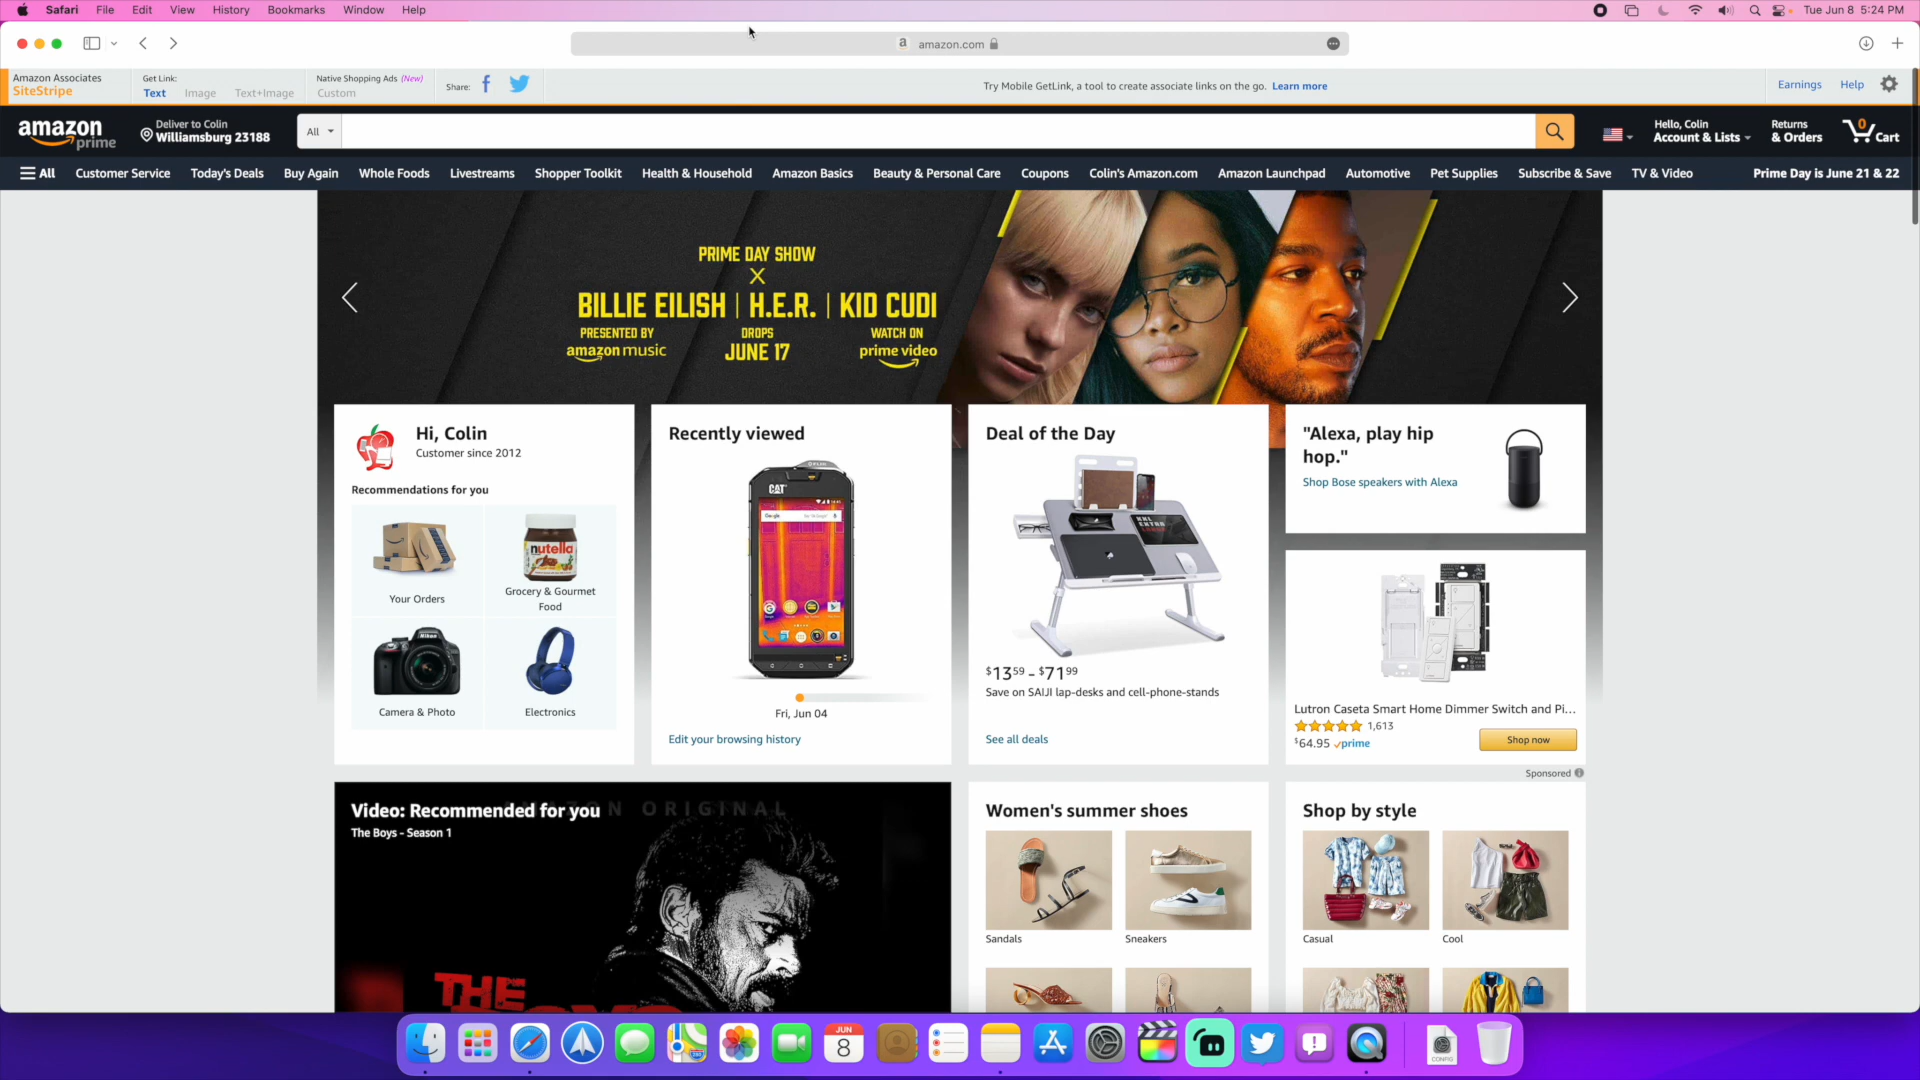 Safari File Edit View History Bookmarks Window Help
Tue Jun 8 5:24 PM
amazon.com
Amazon Associates
SiteStripe
Get Link:
Text Image Text+Image
Native Shopping Ads (New)
Custom
Share:
Try Mobile GetLink, a tool to create associate links on the go. Learn more
Earnings Help
amazon prime
Deliver to Colin
Williamsburg 23188
All
Hello, Colin
Account & Lists
Returns
& Orders
0
Cart
All Customer Service Today's Deals Buy Again Whole Foods Livestreams Shopper Toolkit Health & Household Amazon Basics Beauty & Personal Care Coupons Colin's Amazon.com Amazon Launchpad Automotive Pet Supplies Subscribe & Save TV & Video Prime Day is June 21 & 22
PRIME DAY SHOW
X
BILLIE EILISH | H.E.R. | KID CUDI
PRESENTED BY
amazon music
DROPS
JUNE 17
WATCH ON
prime video
Hi, Colin
Customer since 2012
Recommendations for you
Your Orders
nutella
Grocery & Gourmet
Food
Nikon
Camera & Photo
Electronics
Recently viewed
CAT
Google
Fri, Jun 04
Edit your browsing history
Deal of the Day
XXL EXTRA
$13 59 - $71 99
Save on SAIJI lap-desks and cell-phone-stands
See all deals
"Alexa, play hip
hop."
Shop Bose speakers with Alexa
Lutron Caseta Smart Home Dimmer Switch and Pi...
1,613
$64.95 prime
Shop now
Sponsored
Video: Recommended for you
The Boys - Season 1
N ORIGINAL
THE
Women's summer shoes
Sandals
Sneakers
Shop by style
Casual
Cool
JUN
8
CONFIG